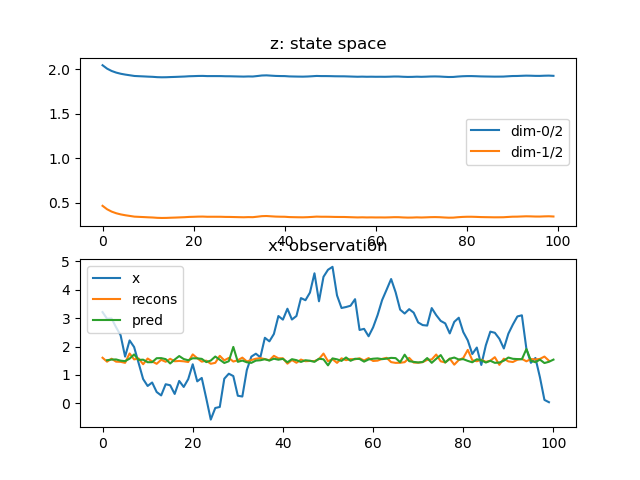 z: state space
2.0
1.5
1.0
0.5
dim-0/2
dim-1/2
0 20 40 60 80 100
x: observation
5
4
3
2
1
0
x
recons
pred
0 20 40 60 80 100